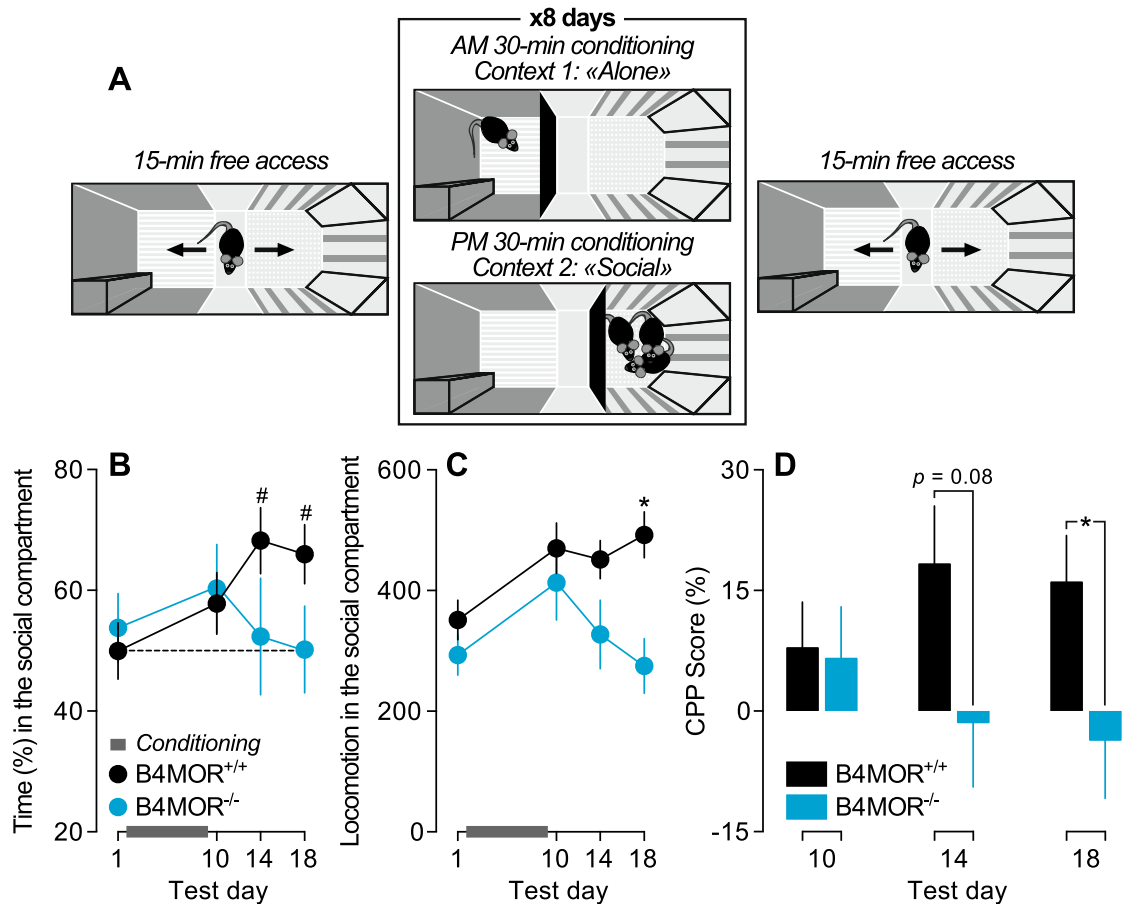 A
x8 days
AM 30-min conditioning
Context 1: «Alone»
15-min free access
PM 30-min conditioning
Context 2: «Social»
15-min free access
B
Time (%) in the social compartment
80
60
40
20
#
#
Conditioning
B4MOR+/+
B4MOR-/-
1
10
14
18
Test day
C
Locomotion in the social compartment
600
400
200
0
*
1
10
14
18
Test day
D
CPP Score (%)
30
15
0
-15
p = 0.08
*
B4MOR+/+
B4MOR-/-
10
14
18
Test day